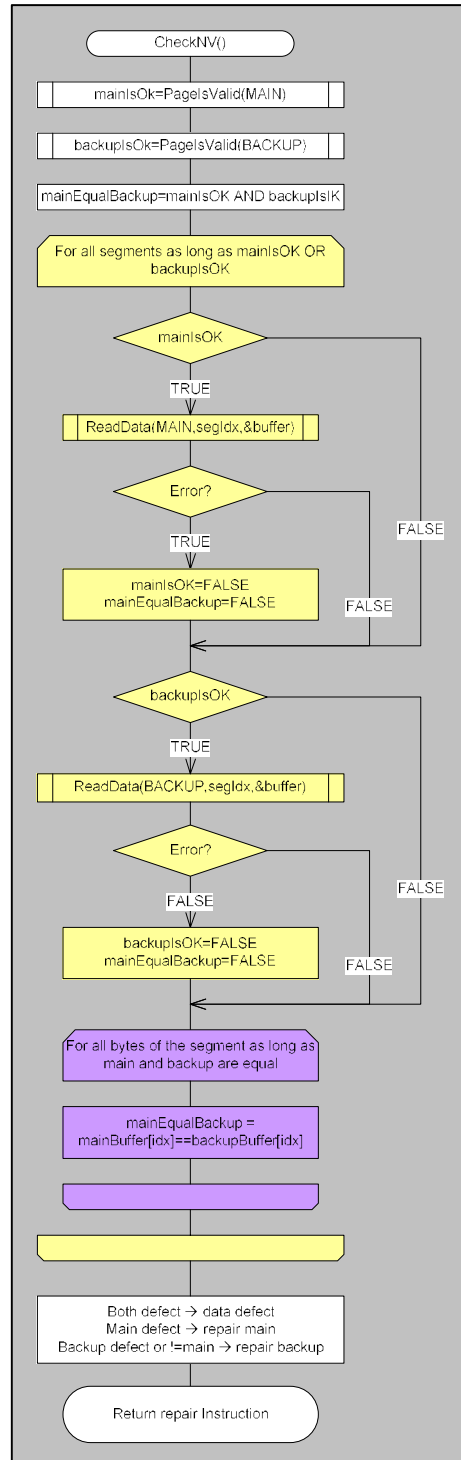 CheckNV()
mainIsOk=PageIsValid(MAIN)
backupIsOk=PageIsValid(BACKUP)
mainEqualBackup=mainIsOK AND backupIsIK
For all segments as long as mainIsOK OR
backupIsOK
mainIsOK
TRUE
ReadData(MAIN,segIdx,&buffer)
Error?
FALSE
TRUE
mainIsOK=FALSE
mainEqualBackup=FALSE
FALSE
backupIsOK
TRUE
ReadData(BACKUP,segIdx,&buffer)
Error?
FALSE
FALSE
backupIsOK=FALSE
mainEqualBackup=FALSE
FALSE
For all bytes of the segment as long as
main and backup are equal
mainEqualBackup =
mainBuffer[idx]==backupBuffer[idx]
Both defect → data defect
Main defect → repair main
Backup defect or !=main → repair backup
Return repair Instruction